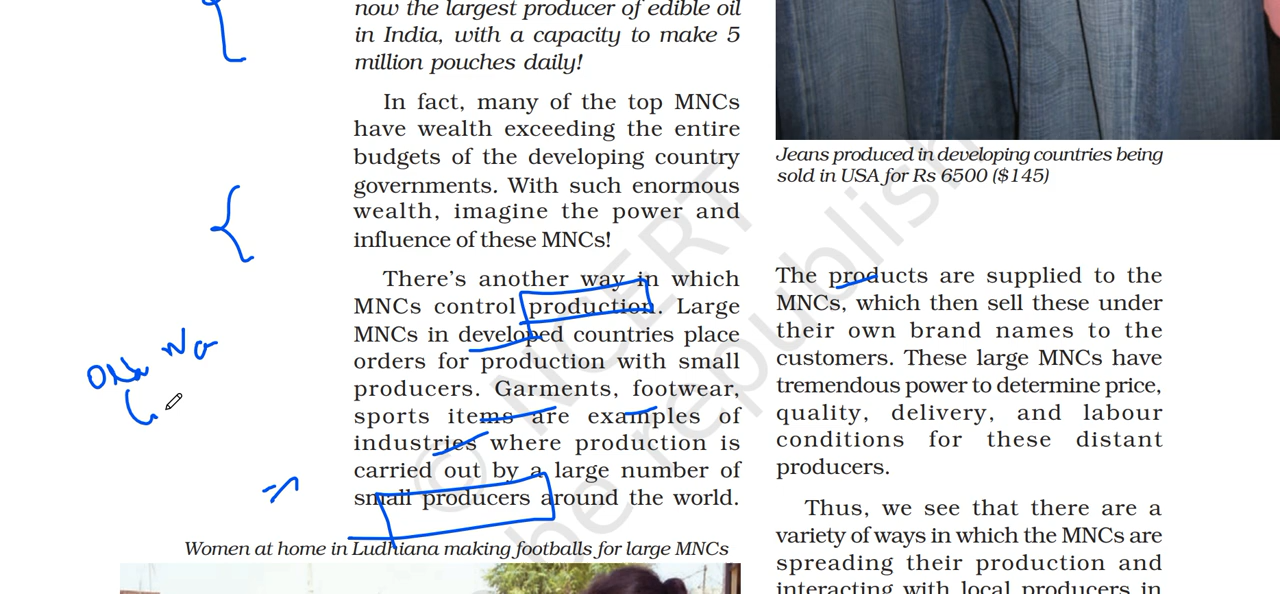 now the largest producer of edible oil
in India, with a capacity to make 5
million pouches daily!
In fact, many of the top MNCs
have wealth exceeding the entire
budgets of the developing country
governments. With such enormous
wealth, imagine the power and
influence of these MNCs!
There's another way in which
MNCs control production. Large
MNCs in developed countries place
orders for production with small
producers. Garments, footwear,
sports items are examples of
industries where production is
carried out by a large number of
small producers around the world.
Women at home in Ludhiana making footballs for large MNCs
Jeans produced in developing countries being
sold in USA for Rs 6500 ($145)
The products are supplied to the
MNCs, which then sell these under
their own brand names to the
customers. These large MNCs have
tremendous power to determine price,
quality, delivery, and labour
conditions for these distant
producers.
Thus, we see that there are a
variety of ways in which the MNCs are
spreading their production and
interacting with local producers in
© NCERT
be republish